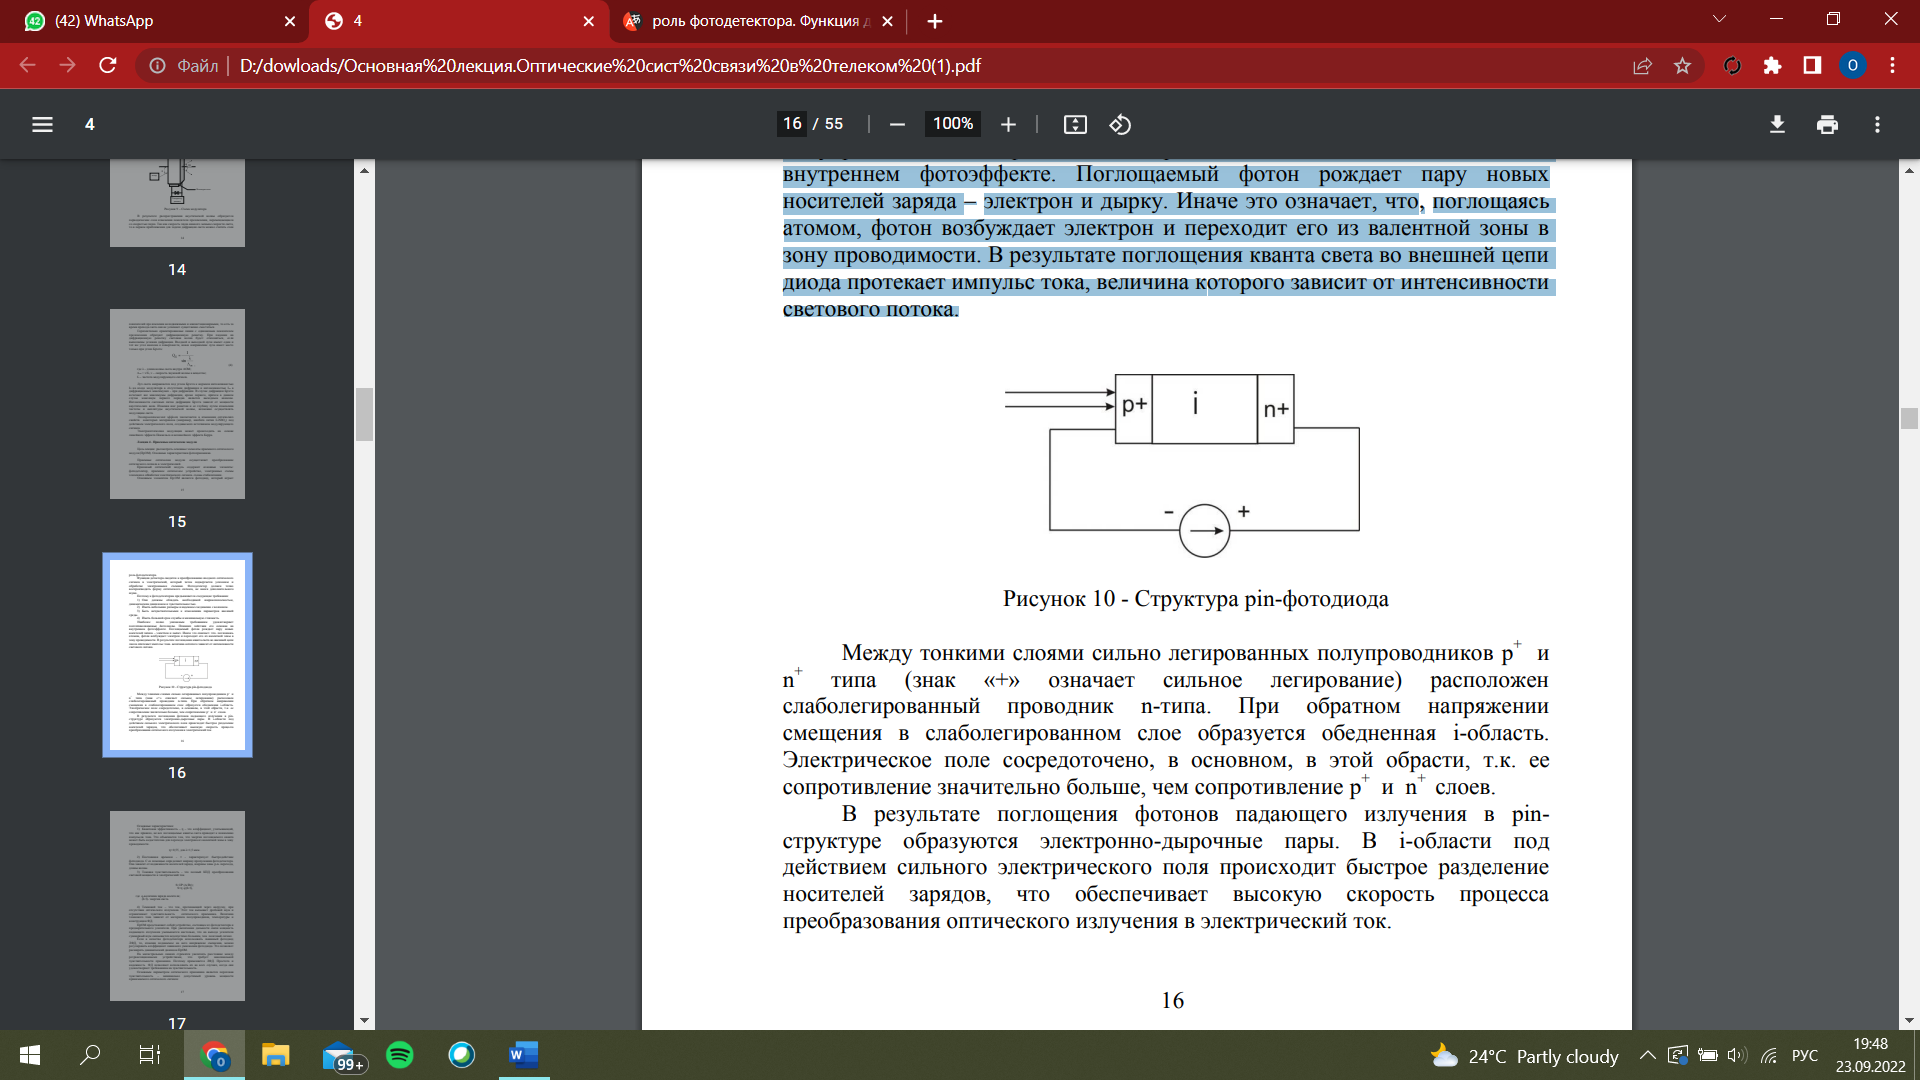 (42) WhatsApp
4
роль фотодетектора. Функция д
Файл
D:/dowloads/Основная%20лекция.Оптические%20сист%20связи%20в%20телеком%20(1).pdf
O
4
16 / 55
100%
14
15
16
17
внутреннем фотоэффекте. Поглощаемый фотон рождает пару новых
носителей заряда – электрон и дырку. Иначе это означает, что, поглощаясь
атомом, фотон возбуждает электрон и переходит его из валентной зоны в
зону проводимости. В результате поглощения кванта света во внешней цепи
диода протекает импульс тока, величина которого зависит от интенсивности
светового потока.
p+ i n+
- +
Рисунок 10 - Структура pin-фотодиода
Между тонкими слоями сильно легированных полупроводников p+ и
n+ типа (знак «+» означает сильное легирование) расположен
слаболегированный проводник n-типа. При обратном напряжении
смещения в слаболегированном слое образуется обедненная i-область.
Электрическое поле сосредоточено, в основном, в этой обрасти, т.к. ее
сопротивление значительно больше, чем сопротивление p+ и n+ слоев.
В результате поглощения фотонов падающего излучения в pin-
структуре образуются электронно-дырочные пары. В i-области под
действием сильного электрического поля происходит быстрое разделение
носителей зарядов, что обеспечивает высокую скорость процесса
преобразования оптического излучения в электрический ток.
16
99+
24°C Partly cloudy
РУС
19:48
23.09.2022